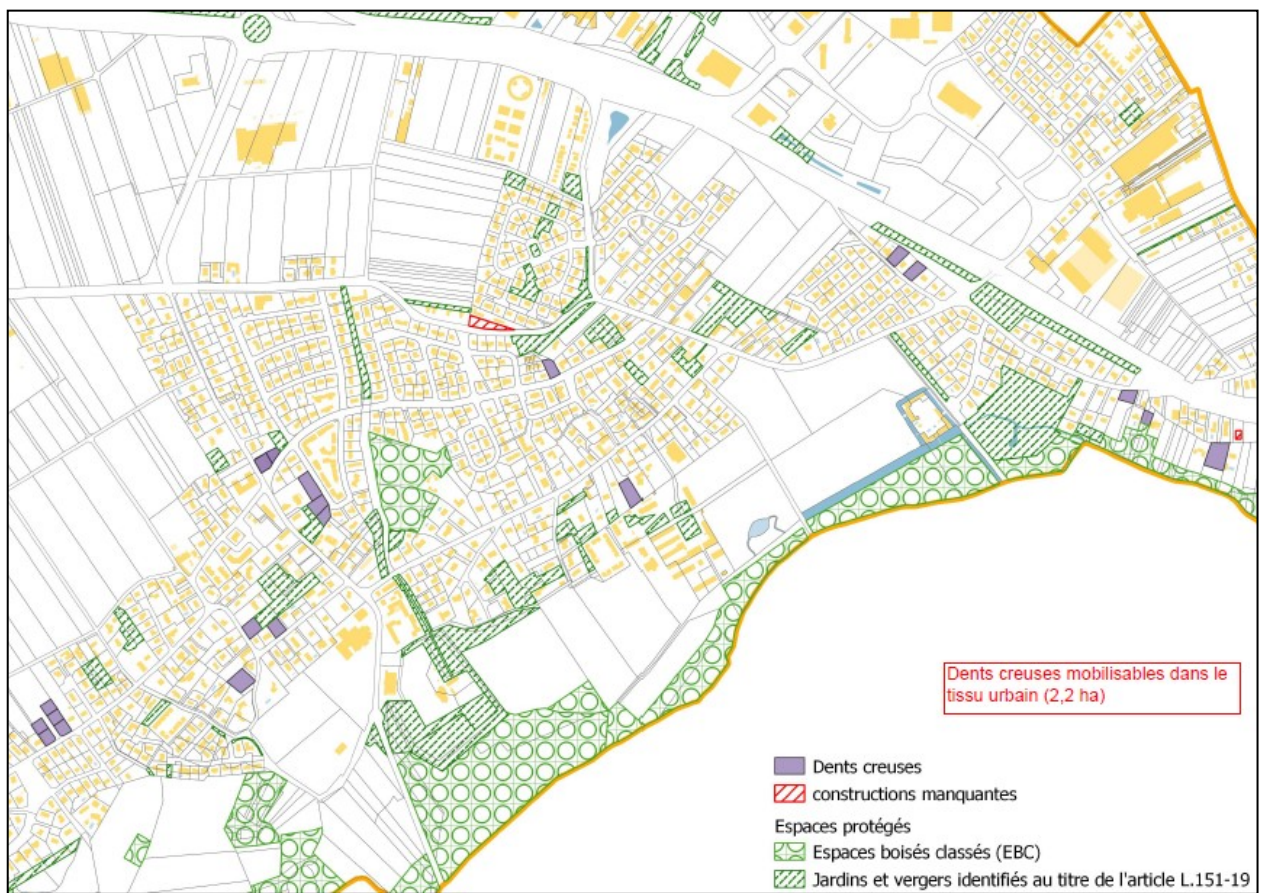 Dents creuses mobilisables dans le
tissu urbain (2,2 ha)
Dents creuses
constructions manquantes
Espaces protégés
Espaces boisés classés (EBC)
Jardins et vergers identifiés au titre de l'article L.151-19